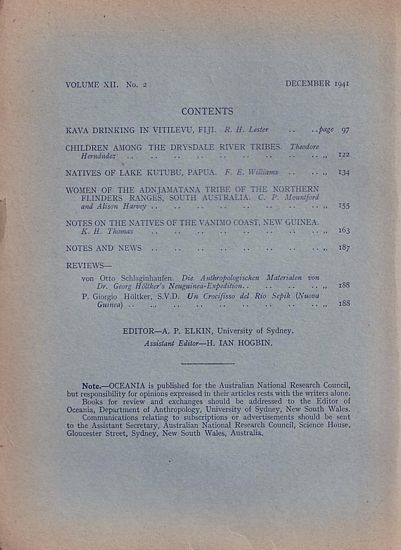 VOLUME XII. No. 2 DECEMBER 1941
CONTENTS
KAVA DRINKING IN VITILEVU, FIJI. R. H. Lester .. ..page 97
CHILDREN AMONG THE DRYSDALE RIVER TRIBES. Theodore
Hernández .. .. .. .. .. .. .. .. .. „ 122
NATIVES OF LAKE KUTUBU, PAPUA. F. E. Williams .. .. „ 134
WOMEN OF THE ADNJAMATANA TRIBE OF THE NORTHERN
FLINDERS RANGES, SOUTH AUSTRALIA. C. P. Mountford
and Alison Harvey .. .. .. .. .. .. .. .. „ 155
NOTES ON THE NATIVES OF THE VANIMO COAST, NEW GUINEA.
K. H. Thomas .. .. .. .. .. .. .. .. „ 163
NOTES AND NEWS .. .. .. .. .. .. .. .. „ 187
REVIEWS—
von Otto Schlaginhaufen. Die Anthropologischen Materialen von
Dr. Georg Höltker's Neuguinea-Expedition.. .. .. .. „ 188
P. Giorgio Höltker, S.V.D. Un Crocifisso del Rio Sepik (Nuova
Guinea) .. .. .. .. .. .. .. .. .. „ 188
EDITOR—A. P. ELKIN, University of Sydney.
Assistant Editor—H. IAN HOGBIN.
Note.—OCEANIA is published for the Australian National Research Council,
but responsibility for opinions expressed in their articles rests with the writers alone.
Books for review and exchanges should be addressed to the Editor of
Oceania, Department of Anthropology, University of Sydney, New South Wales.
Communications relating to subscriptions or advertisements should be sent
to the Assistant Secretary, Australian National Research Council, Science House,
Gloucester Street, Sydney, New South Wales, Australia.